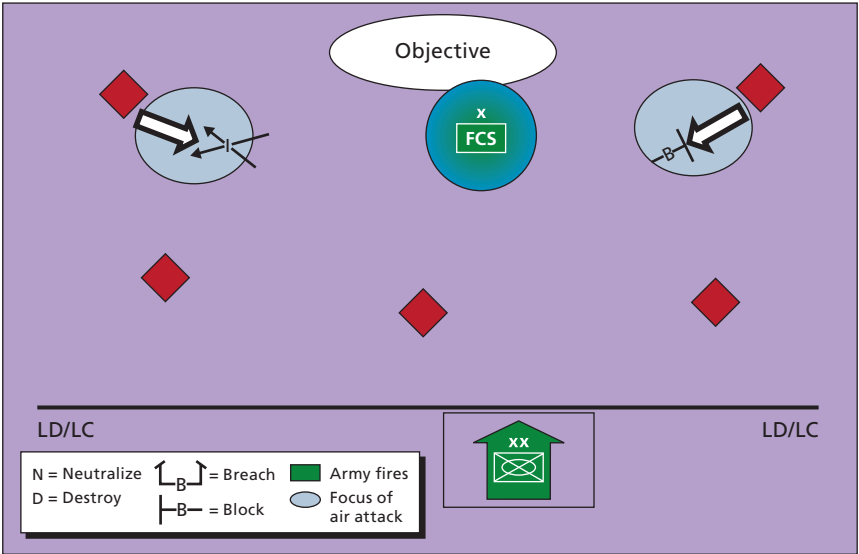 Objective
x
FCS
I
B
LD/LC
LD/LC
xx
N = Neutralize
D = Destroy
B = Breach
B = Block
Army fires
Focus of
air attack